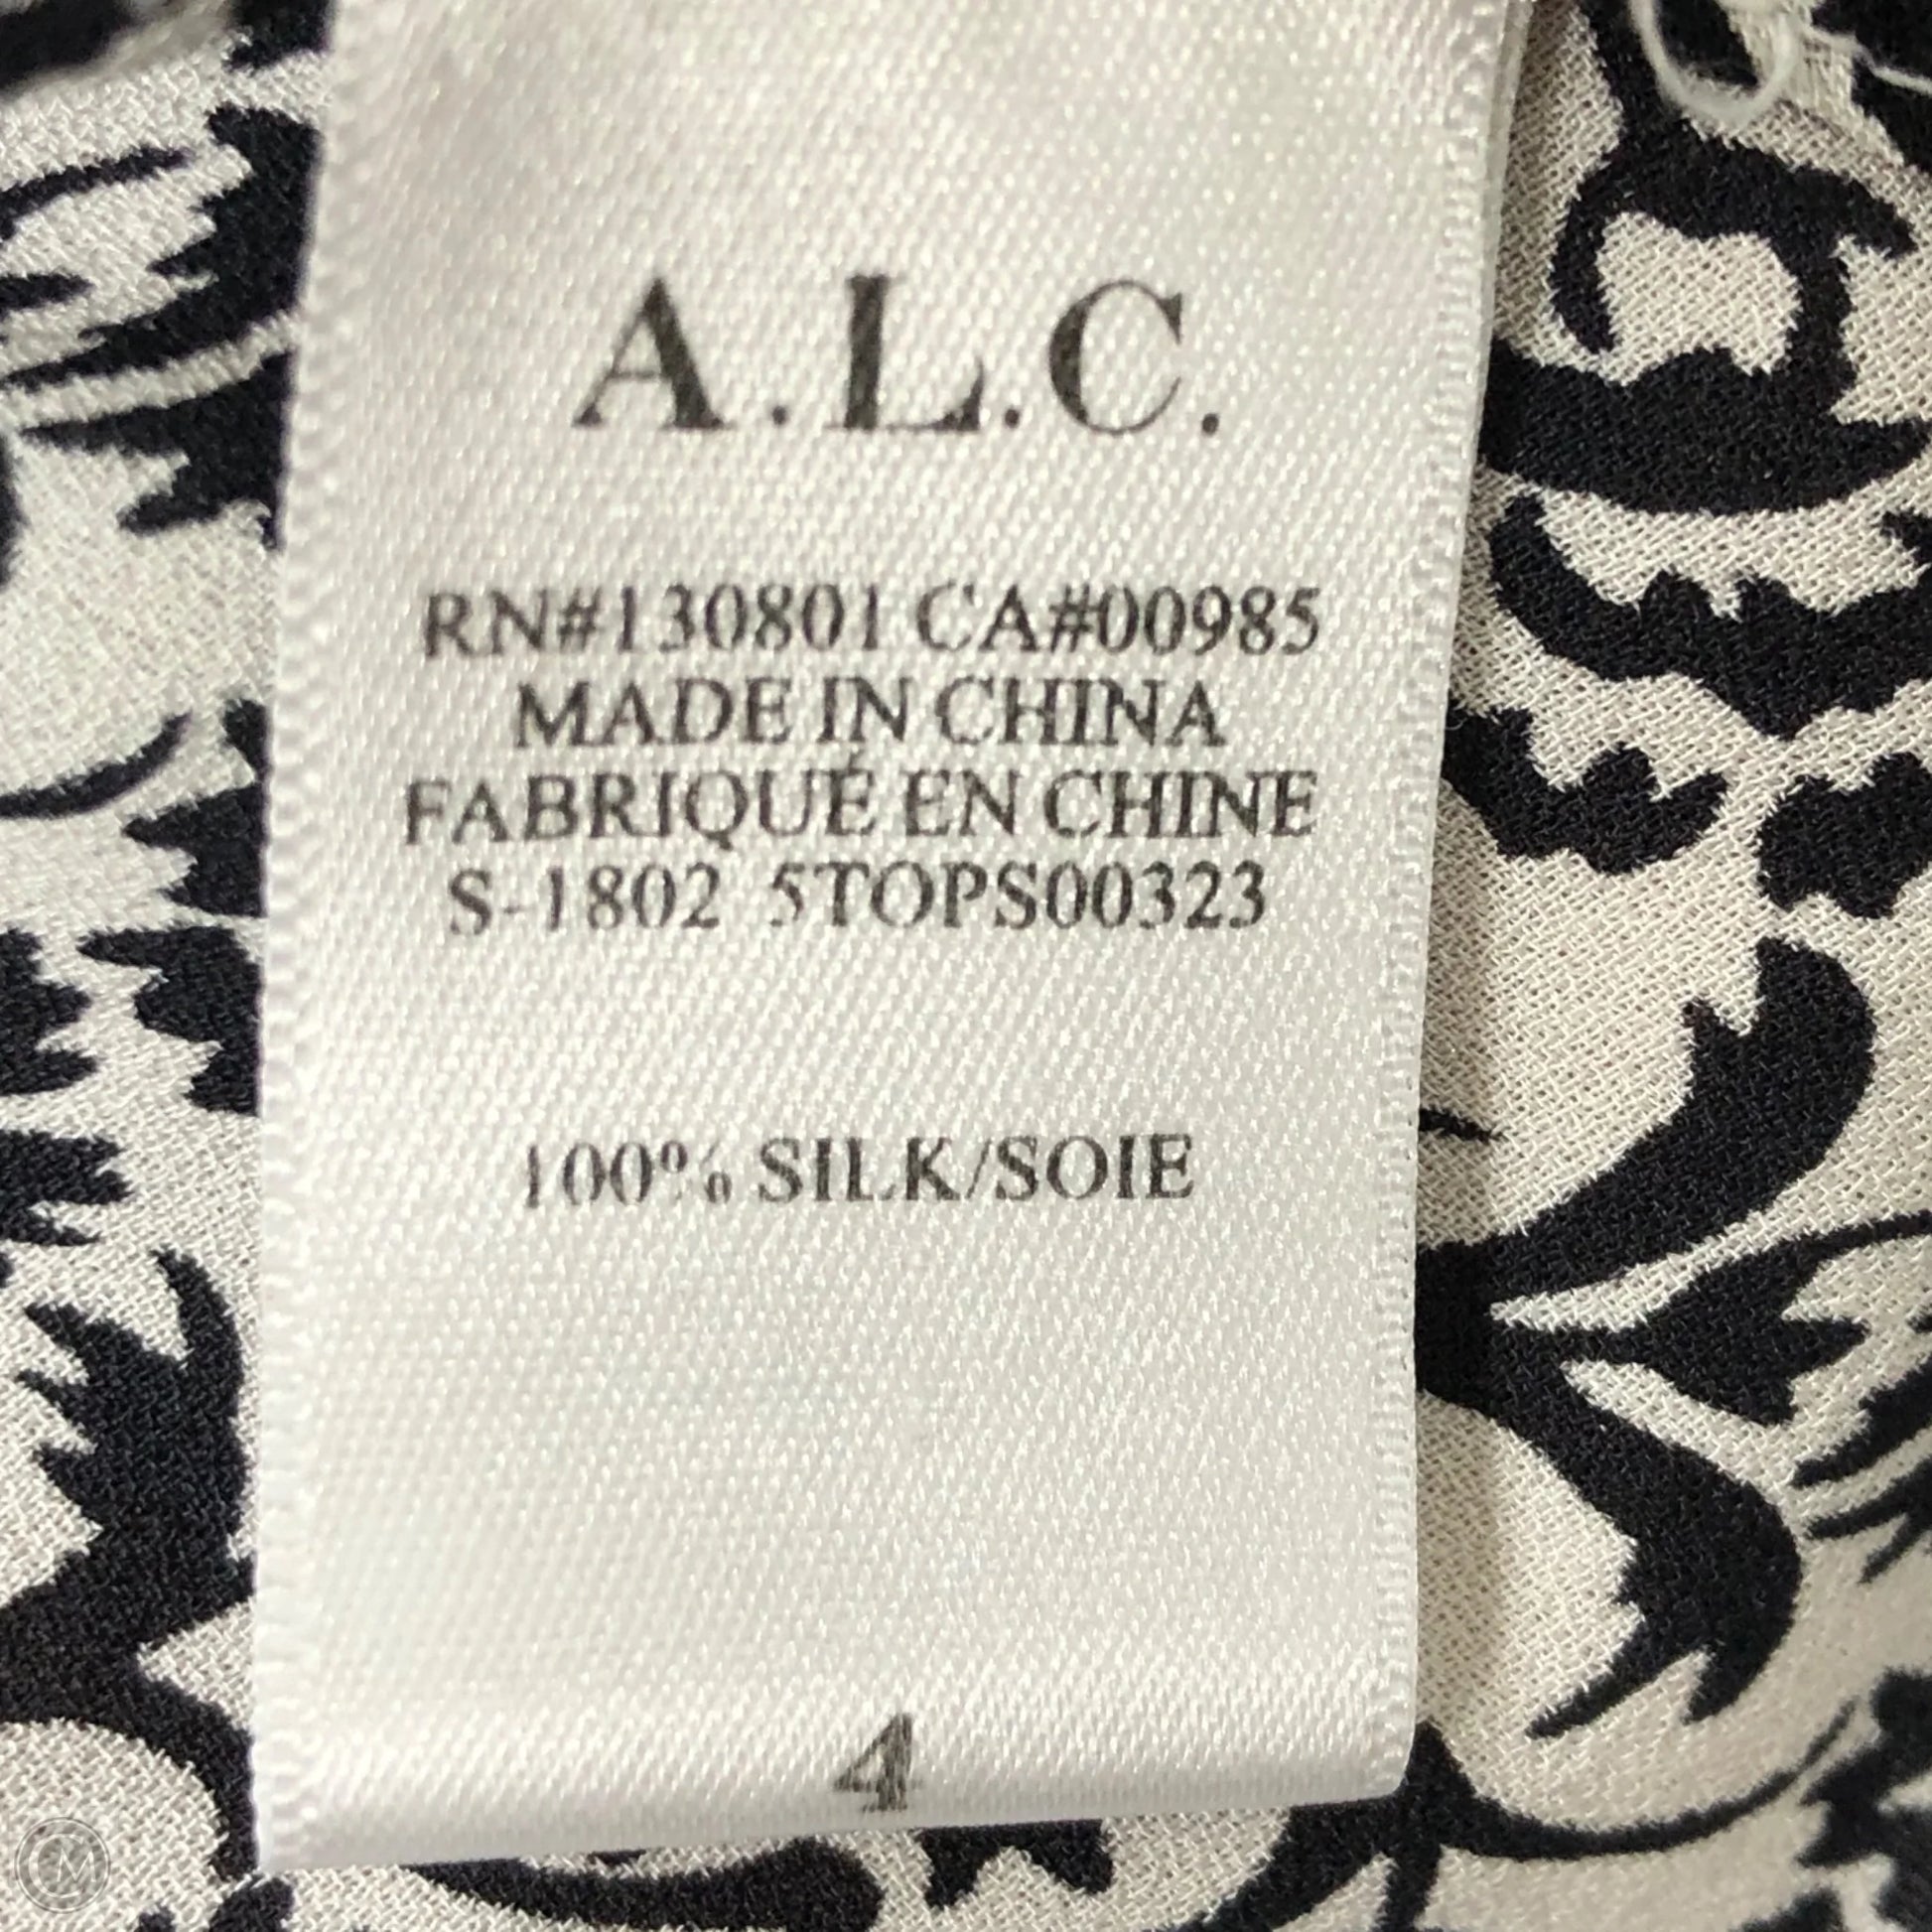 A.L.C.
RN#130801 CA#00985
MADE IN CHINA
FABRIQUÉ EN CHINE
S-1802 5TOPS00323
100% SILK/SOIE
4